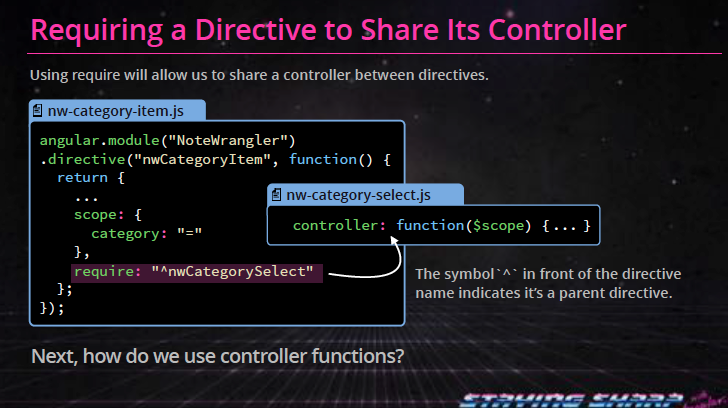 Requiring a Directive to Share Its Controller
Using require will allow us to share a controller between directives.
nw-category-item.js
angular.module("NoteWrangler")
.directive("nwCategoryItem", function() {
return {
...
scope: {
category: "="
},
require: "^nwCategorySelect"
};
});
nw-category-select.js
controller: function($scope) {...}
The symbol`^` in front of the directive
name indicates it's a parent directive.
Next, how do we use controller functions?
STAYING SHARP